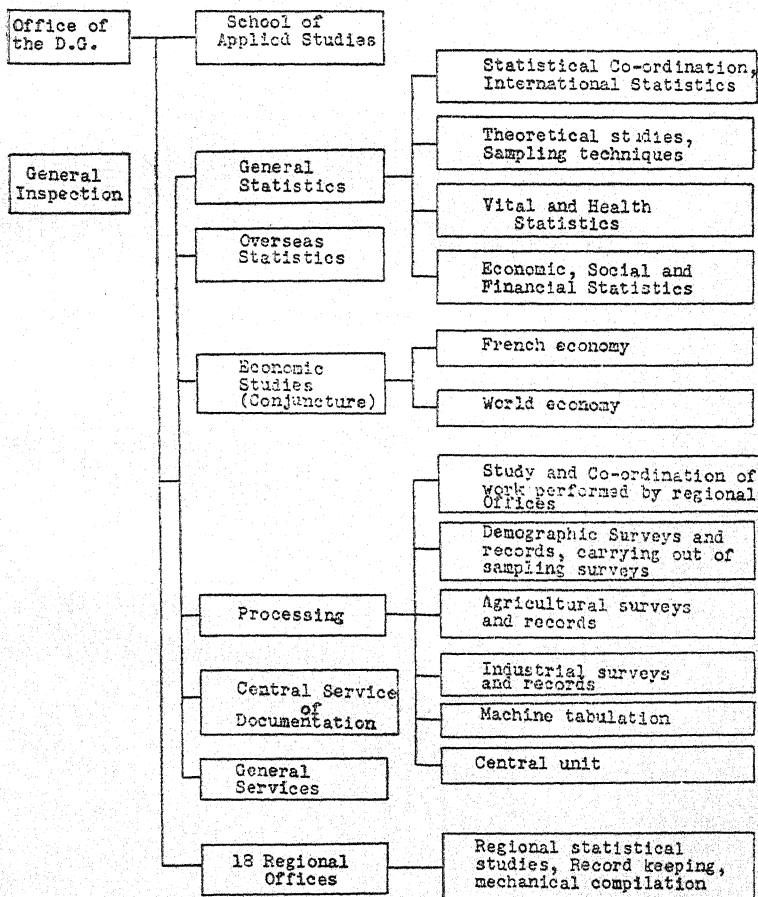 Office of
the D.G.
School of
Applied Studies
Statistical Co-ordination,
International Statistics
Theoretical studies,
Sampling techniques
General
Inspection
General
Statistics
Vital and Health
Statistics
Overseas
Statistics
Economic, Social and
Financial Statistics
French economy
Economic
Studies
(Conjuncture)
World economy
Study and Co-ordination of
work performed by regional
Offices
Demographic Surveys and
records, carrying out of
sampling surveys
Processing
Agricultural surveys
and records
Industrial surveys
and records
Central Service
of
Documentation
Machine tabulation
General
Services
Central unit
18 Regional
Offices
Regional statistical
studies, Record keeping,
mechanical compilation